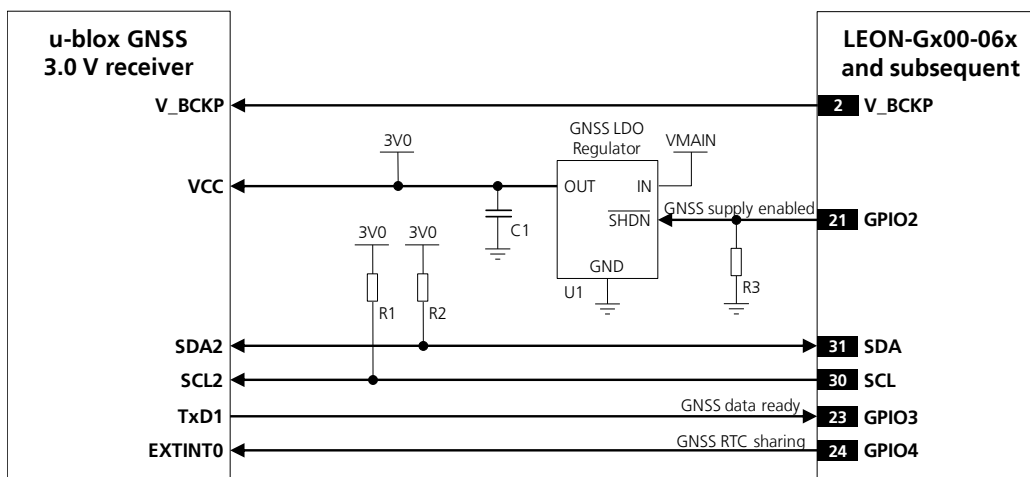 u-blox GNSS
3.0 V receiver
LEON-Gx00-06x
and subsequent
V_BCKP
2 V_BCKP
GNSS LDO
Regulator
VMAIN
3V0
VCC
OUT
IN
SHDN
GNSS supply enabled
21 GPIO2
C1
3V0
3V0
GND
U1
R3
R1
R2
SDA2
31 SDA
SCL2
30 SCL
TxD1
GNSS data ready
23 GPIO3
EXTINT0
GNSS RTC sharing
24 GPIO4